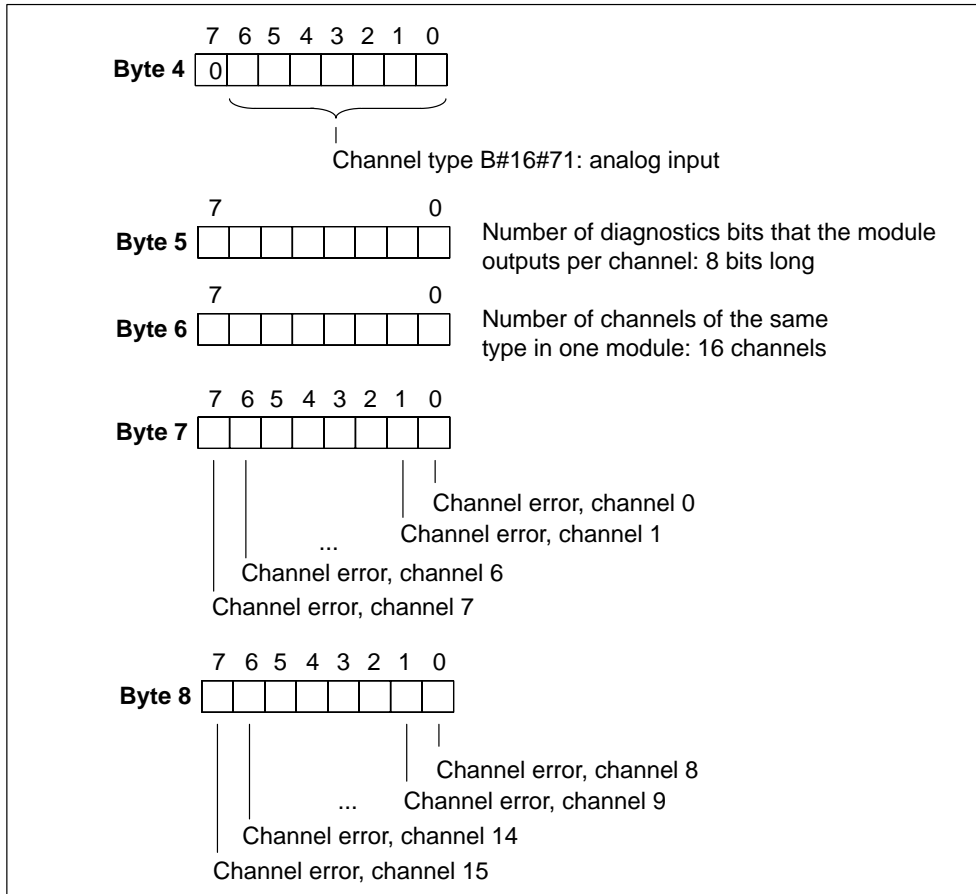 7 6 5 4 3 2 1 0
Byte 4 0
Channel type B#16#71: analog input
7 0
Byte 5
Number of diagnostics bits that the module
outputs per channel: 8 bits long
7 0
Byte 6
Number of channels of the same
type in one module: 16 channels
7 6 5 4 3 2 1 0
Byte 7
Channel error, channel 0
Channel error, channel 1
...
Channel error, channel 6
Channel error, channel 7
7 6 5 4 3 2 1 0
Byte 8
Channel error, channel 8
... Channel error, channel 9
Channel error, channel 14
Channel error, channel 15